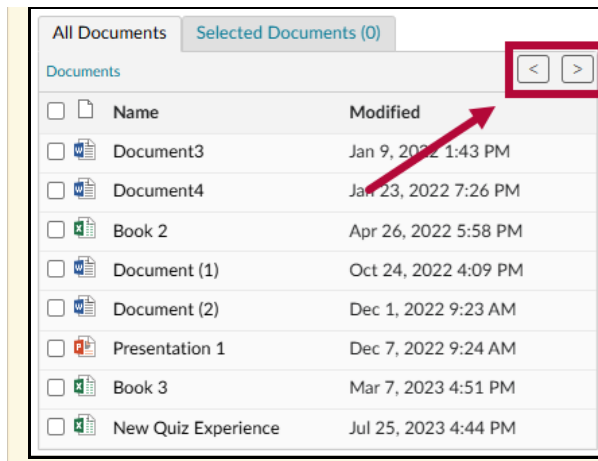 All Documents Selected Documents (0)
Documents < >
Name Modified
Document3 Jan 9, 2022 1:43 PM
Document4 Jan 23, 2022 7:26 PM
Book 2 Apr 26, 2022 5:58 PM
Document (1) Oct 24, 2022 4:09 PM
Document (2) Dec 1, 2022 9:23 AM
Presentation 1 Dec 7, 2022 9:24 AM
Book 3 Mar 7, 2023 4:51 PM
New Quiz Experience Jul 25, 2023 4:44 PM